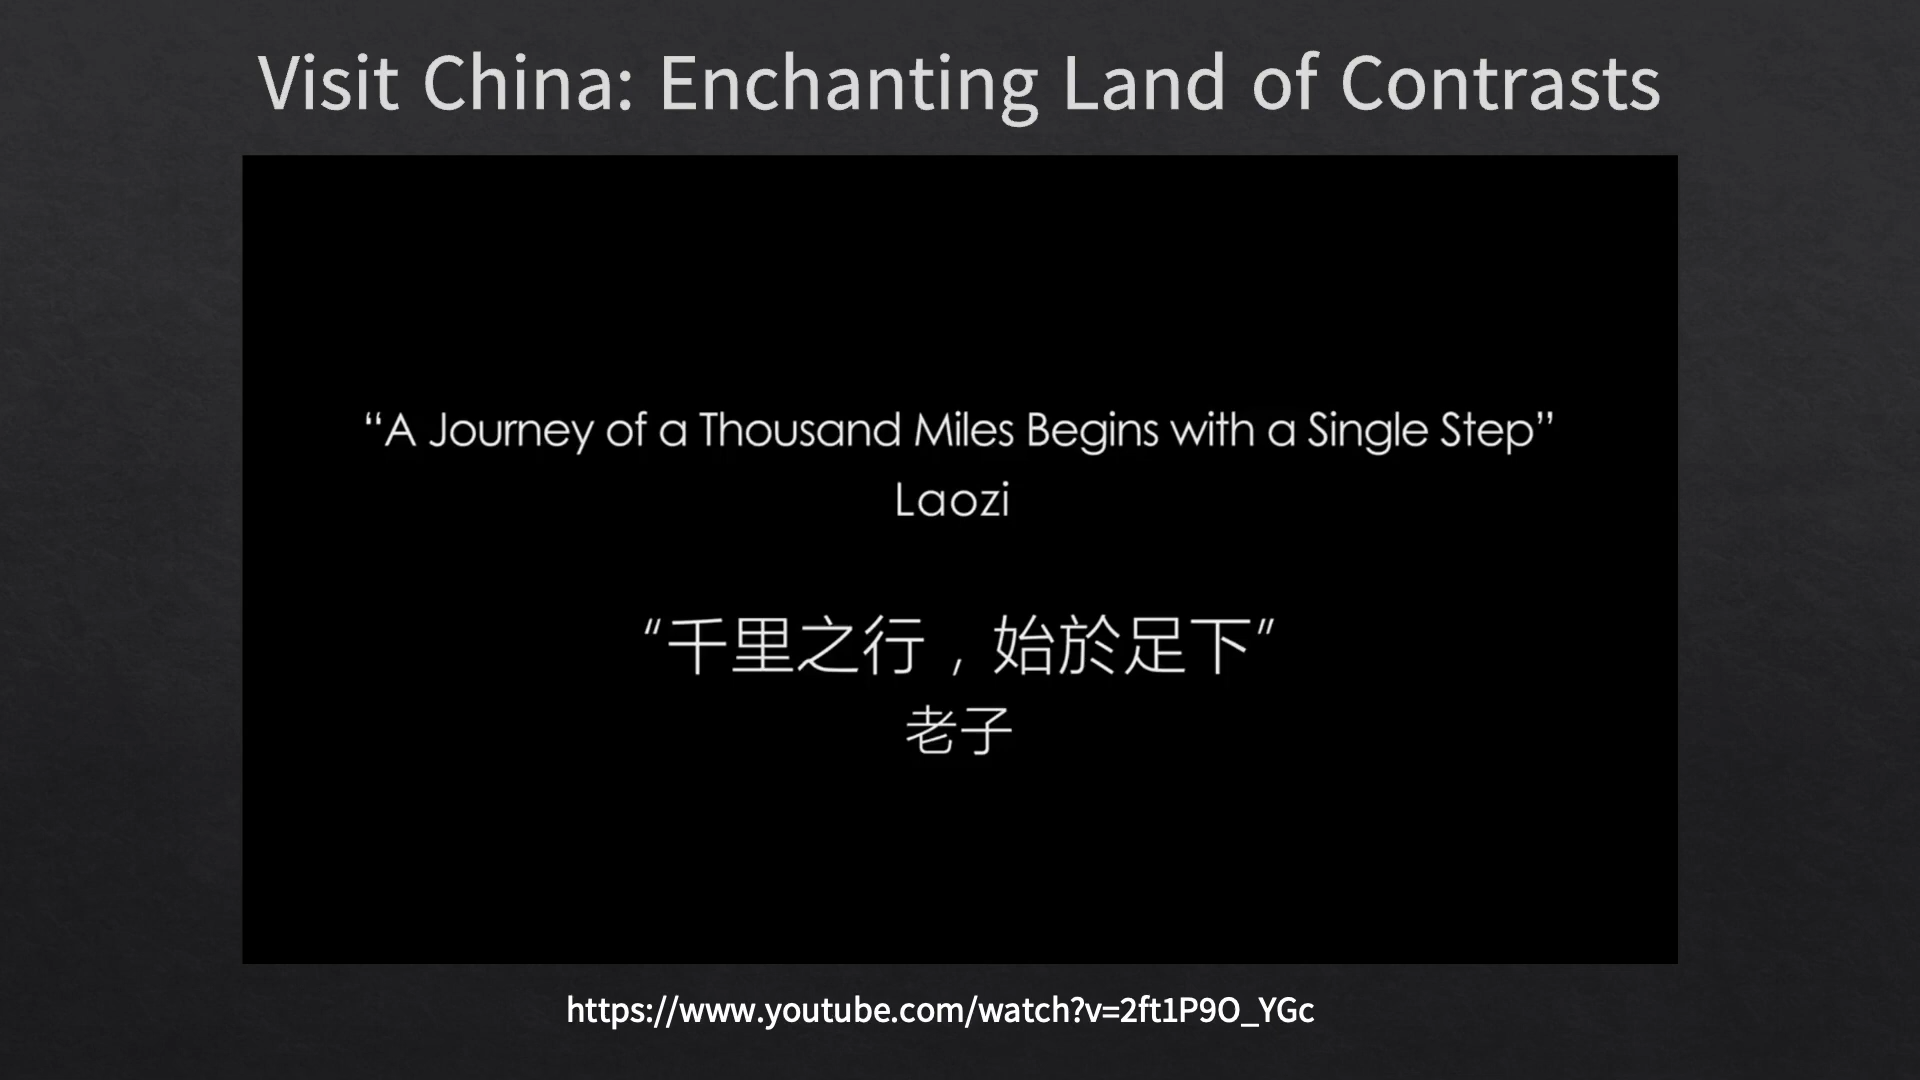 Visit China: Enchanting Land of Contrasts
“A Journey of a Thousand Miles Begins with a Single Step”
Laozi
“千里之行，始於足下”
老子
https://www.youtube.com/watch?v=2ft1P9O_YGc